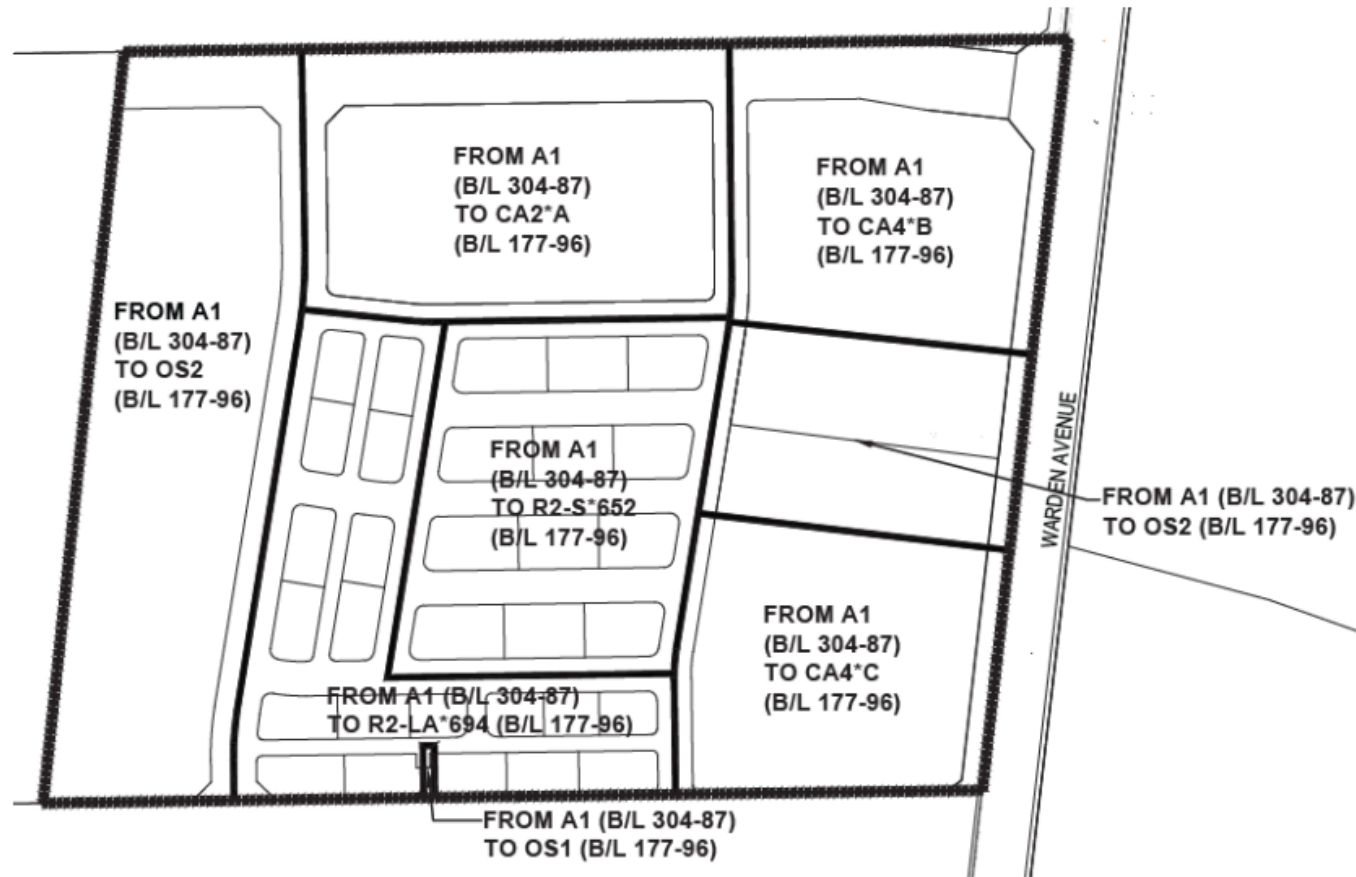 FROM A1
(B/L 304-87)
TO CA2*A
(B/L 177-96)
FROM A1
(B/L 304-87)
TO CA4*B
(B/L 177-96)
FROM A1
(B/L 304-87)
TO OS2
(B/L 177-96)
FROM A1
(B/L 304-87)
TO R2-S*652
(B/L 177-96)
WARDEN AVENUE
FROM A1 (B/L 304-87)
TO OS2 (B/L 177-96)
FROM A1
(B/L 304-87)
TO CA4*C
(B/L 177-96)
FROM A1 (B/L 304-87)
TO R2-LA*694 (B/L 177-96)
FROM A1 (B/L 304-87)
TO OS1 (B/L 177-96)